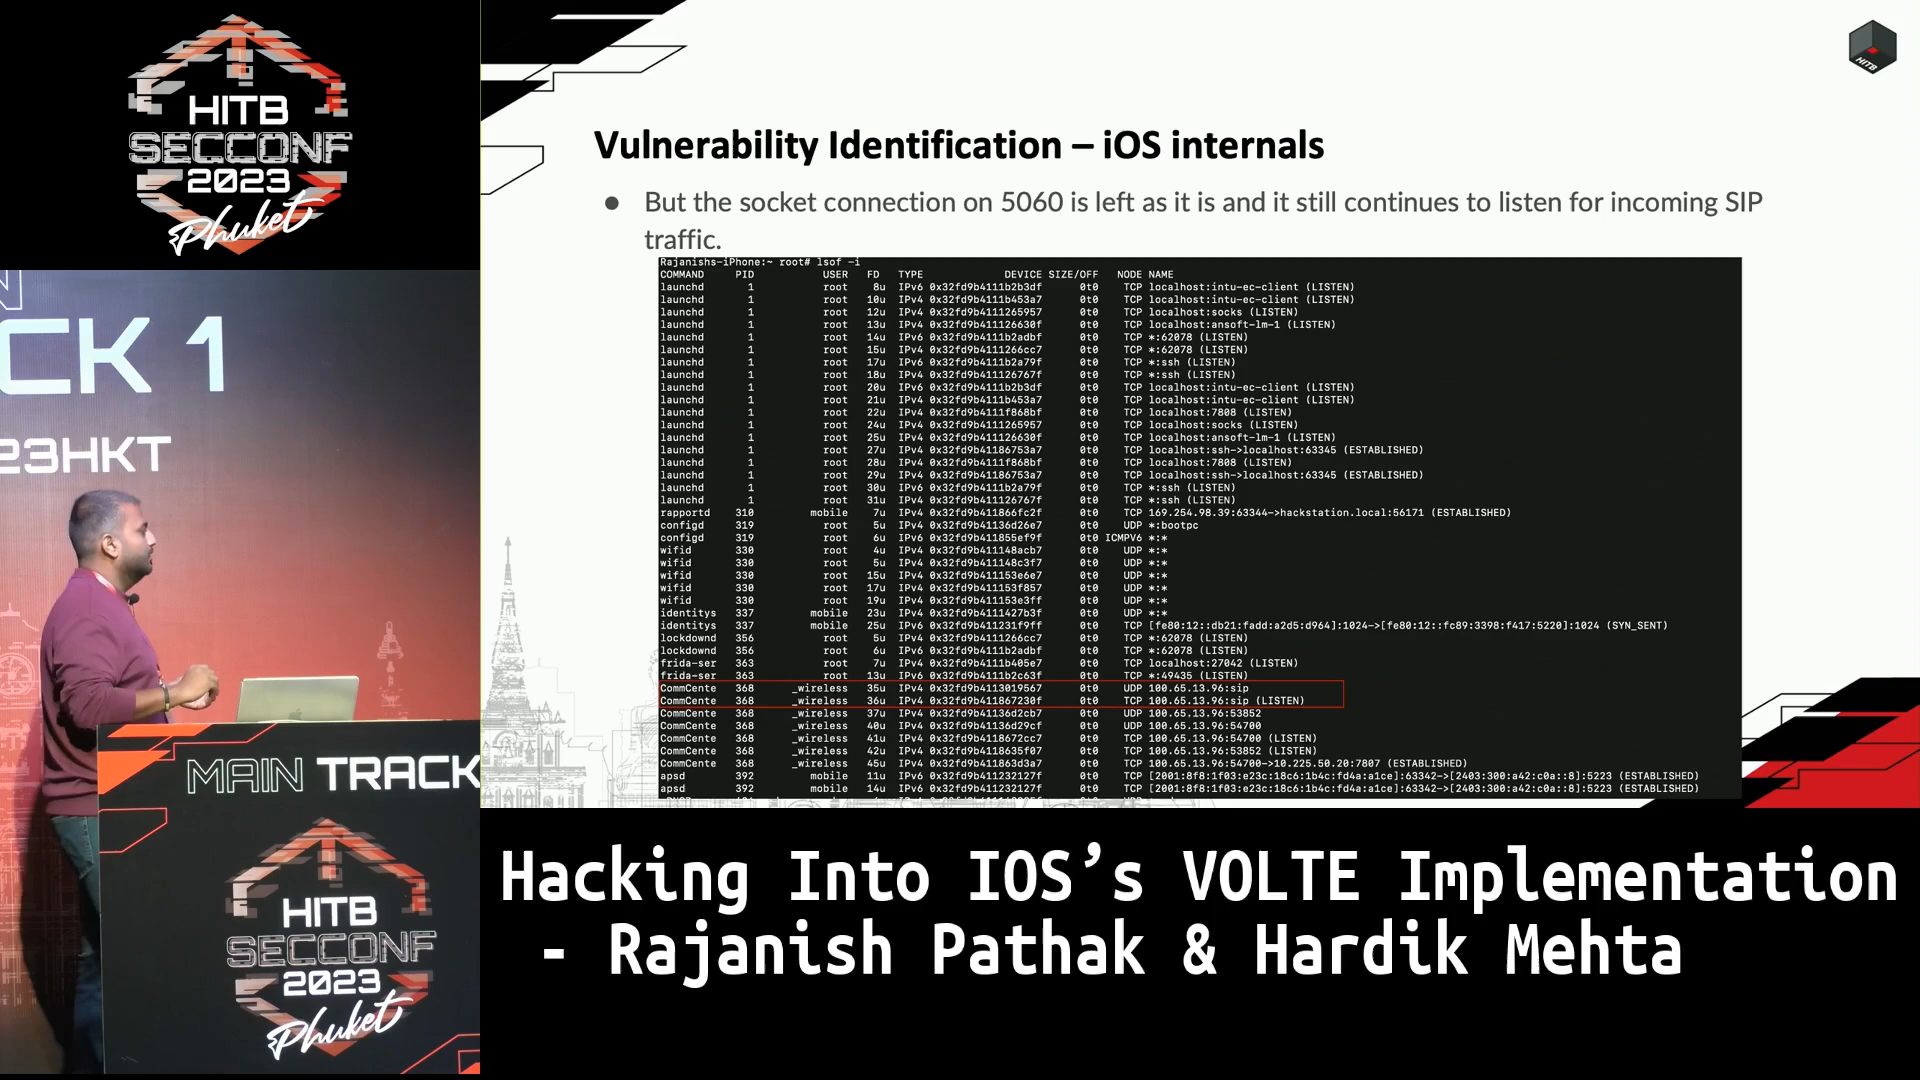 HITB
SECCONF
2023
Phuket
CK 1
23HKT
MAIN TRACK
HITB
SECCONF
2023
Phuket
HITB
Vulnerability Identification – iOS internals
● But the socket connection on 5060 is left as it is and it still continues to listen for incoming SIP
traffic.
Rajanishs-iPhone:~ root# lsof -i
COMMAND PID USER FD TYPE DEVICE SIZE/OFF NODE NAME
launchd 1 root 8u IPv6 0x32fd9b4111b2b3df 0t0 TCP localhost:intu-ec-client (LISTEN)
launchd 1 root 10u IPv4 0x32fd9b4111b453a7 0t0 TCP localhost:intu-ec-client (LISTEN)
launchd 1 root 12u IPv4 0x32fd9b4111265957 0t0 TCP localhost:socks (LISTEN)
launchd 1 root 13u IPv4 0x32fd9b411126630f 0t0 TCP localhost:ansoft-lm-1 (LISTEN)
launchd 1 root 14u IPv6 0x32fd9b4111b2adbf 0t0 TCP *:62078 (LISTEN)
launchd 1 root 15u IPv4 0x32fd9b4111266cc7 0t0 TCP *:62078 (LISTEN)
launchd 1 root 17u IPv6 0x32fd9b4111b2a79f 0t0 TCP *:ssh (LISTEN)
launchd 1 root 18u IPv4 0x32fd9b411126767f 0t0 TCP *:ssh (LISTEN)
launchd 1 root 20u IPv6 0x32fd9b4111b2b3df 0t0 TCP localhost:intu-ec-client (LISTEN)
launchd 1 root 21u IPv4 0x32fd9b4111b453a7 0t0 TCP localhost:intu-ec-client (LISTEN)
launchd 1 root 22u IPv4 0x32fd9b4111f868bf 0t0 TCP localhost:7808 (LISTEN)
launchd 1 root 24u IPv4 0x32fd9b4111265957 0t0 TCP localhost:socks (LISTEN)
launchd 1 root 25u IPv4 0x32fd9b411126630f 0t0 TCP localhost:ansoft-lm-1 (LISTEN)
launchd 1 root 27u IPv4 0x32fd9b41186753a7 0t0 TCP localhost:ssh->localhost:63345 (ESTABLISHED)
launchd 1 root 28u IPv4 0x32fd9b4111f868bf 0t0 TCP localhost:7808 (LISTEN)
launchd 1 root 29u IPv4 0x32fd9b41186753a7 0t0 TCP localhost:ssh->localhost:63345 (ESTABLISHED)
launchd 1 root 30u IPv6 0x32fd9b4111b2a79f 0t0 TCP *:ssh (LISTEN)
launchd 1 root 31u IPv4 0x32fd9b411126767f 0t0 TCP *:ssh (LISTEN)
rapportd 310 mobile 7u IPv4 0x32fd9b411866fc2f 0t0 TCP 169.254.98.39:63344->hackstation.local:56171 (ESTABLISHED)
configd 319 root 5u IPv4 0x32fd9b41136d26e7 0t0 UDP *:bootpc
configd 319 root 6u IPv6 0x32fd9b411855ef9f 0t0 ICMPV6 *:*
wifid 330 root 4u IPv4 0x32fd9b411148acb7 0t0 UDP *:*
wifid 330 root 5u IPv4 0x32fd9b411148c3f7 0t0 UDP *:*
wifid 330 root 15u IPv4 0x32fd9b411153e6e7 0t0 UDP *:*
wifid 330 root 17u IPv4 0x32fd9b411153f857 0t0 UDP *:*
wifid 330 root 19u IPv4 0x32fd9b411153e3ff 0t0 UDP *:*
identitys 337 mobile 23u IPv4 0x32fd9b4111427b3f 0t0 UDP *:*
identitys 337 mobile 25u IPv6 0x32fd9b411231f9ff 0t0 TCP [fe80:12::db21:fadd:a2d5:d964]:1024->[fe80:12::fc89:3398:f417:5220]:1024 (SYN_SENT)
lockdownd 356 root 5u IPv4 0x32fd9b4111266cc7 0t0 TCP *:62078 (LISTEN)
lockdownd 356 root 6u IPv6 0x32fd9b4111b2adbf 0t0 TCP *:62078 (LISTEN)
frida-ser 363 root 7u IPv4 0x32fd9b4111b405e7 0t0 TCP localhost:27042 (LISTEN)
frida-ser 363 root 13u IPv6 0x32fd9b4111b2c63f 0t0 TCP *:49435 (LISTEN)
CommCente 368 _wireless 35u IPv4 0x32fd9b4113019567 0t0 UDP 100.65.13.96:sip
CommCente 368 _wireless 36u IPv4 0x32fd9b411867230f 0t0 TCP 100.65.13.96:sip (LISTEN)
CommCente 368 _wireless 37u IPv4 0x32fd9b41136d2cb7 0t0 UDP 100.65.13.96:53852
CommCente 368 _wireless 40u IPv4 0x32fd9b41136d29cf 0t0 UDP 100.65.13.96:54700
CommCente 368 _wireless 41u IPv4 0x32fd9b4118672cc7 0t0 TCP 100.65.13.96:54700 (LISTEN)
CommCente 368 _wireless 42u IPv4 0x32fd9b4118635f07 0t0 TCP 100.65.13.96:53852 (LISTEN)
CommCente 368 _wireless 45u IPv4 0x32fd9b411863d3a7 0t0 TCP 100.65.13.96:54700->10.225.50.20:7807 (ESTABLISHED)
apsd 392 mobile 11u IPv6 0x32fd9b411232127f 0t0 TCP [2001:8f8:1f03:e23c:18c6:1b4c:fd4a:a1ce]:63342->[2403:300:a42:c0a::8]:5223 (ESTABLISHED)
apsd 392 mobile 14u IPv6 0x32fd9b411232127f 0t0 TCP [2001:8f8:1f03:e23c:18c6:1b4c:fd4a:a1ce]:63342->[2403:300:a42:c0a::8]:5223 (ESTABLISHED)
Hacking Into IOS’s VOLTE Implementation
- Rajanish Pathak & Hardik Mehta